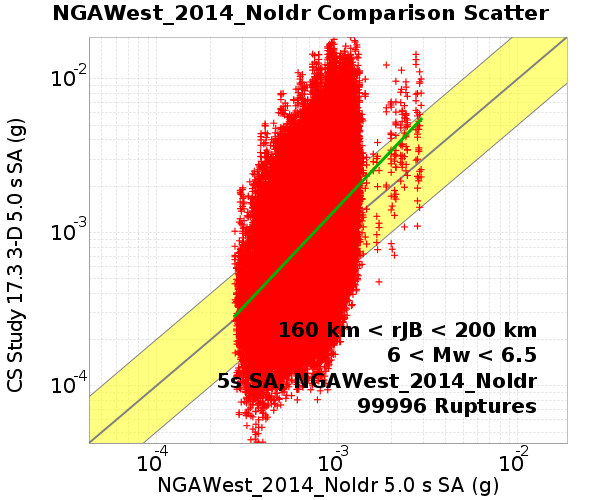 NGAWest_2014_NoIdr Comparison Scatter
CS Study 17.3 3-D 5.0 s SA (g)
10-2
10-3
10-4
160 km < rJB < 200 km
6 < Mw < 6.5
5s SA, NGAWest_2014_NoIdr
99996 Ruptures
10-4 10-3 10-2
NGAWest_2014_NoIdr 5.0 s SA (g)